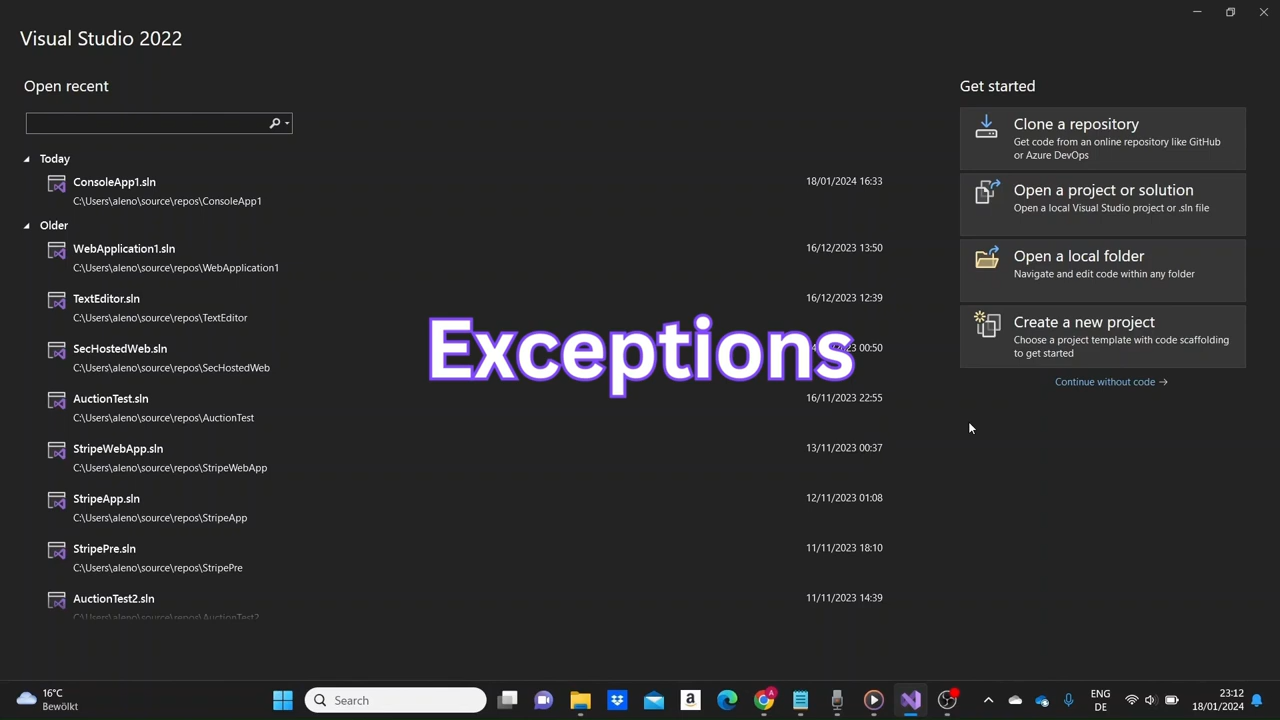 Visual Studio 2022
Open recent
Today
ConsoleApp1.sln
18/01/2024 16:33
C:\Users\aleno\source\repos\ConsoleApp1
Older
WebApplication1.sln
16/12/2023 13:50
C:\Users\aleno\source\repos\WebApplication1
TextEditor.sln
16/12/2023 12:39
C:\Users\aleno\source\repos\TextEditor
SecHostedWeb.sln
00:50
C:\Users\aleno\source\repos\SecHostedWeb
AuctionTest.sln
16/11/2023 22:55
C:\Users\aleno\source\repos\AuctionTest
StripeWebApp.sln
13/11/2023 00:37
C:\Users\aleno\source\repos\StripeWebApp
StripeApp.sln
12/11/2023 01:08
C:\Users\aleno\source\repos\StripeApp
StripePre.sln
11/11/2023 18:10
C:\Users\aleno\source\repos\StripePre
AuctionTest2.sln
11/11/2023 14:39
C:\Users\aleno\source\repos\AuctionTest2
Exceptions
Get started
Clone a repository
Get code from an online repository like GitHub
or Azure DevOps
Open a project or solution
Open a local Visual Studio project or .sln file
Open a local folder
Navigate and edit code within any folder
Create a new project
Choose a project template with code scaffolding
to get started
Continue without code →
16°C
Bewölkt
Search
ENG
DE
23:12
18/01/2024